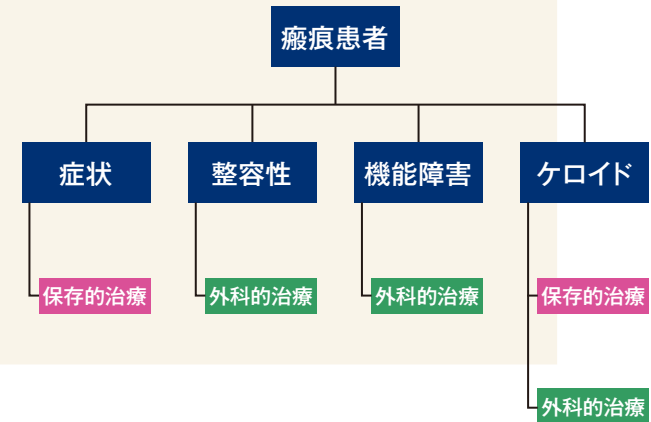 瘢痕患者
症状
整容性
機能障害
ケロイド
保存的治療
外科的治療
外科的治療
保存的治療
外科的治療